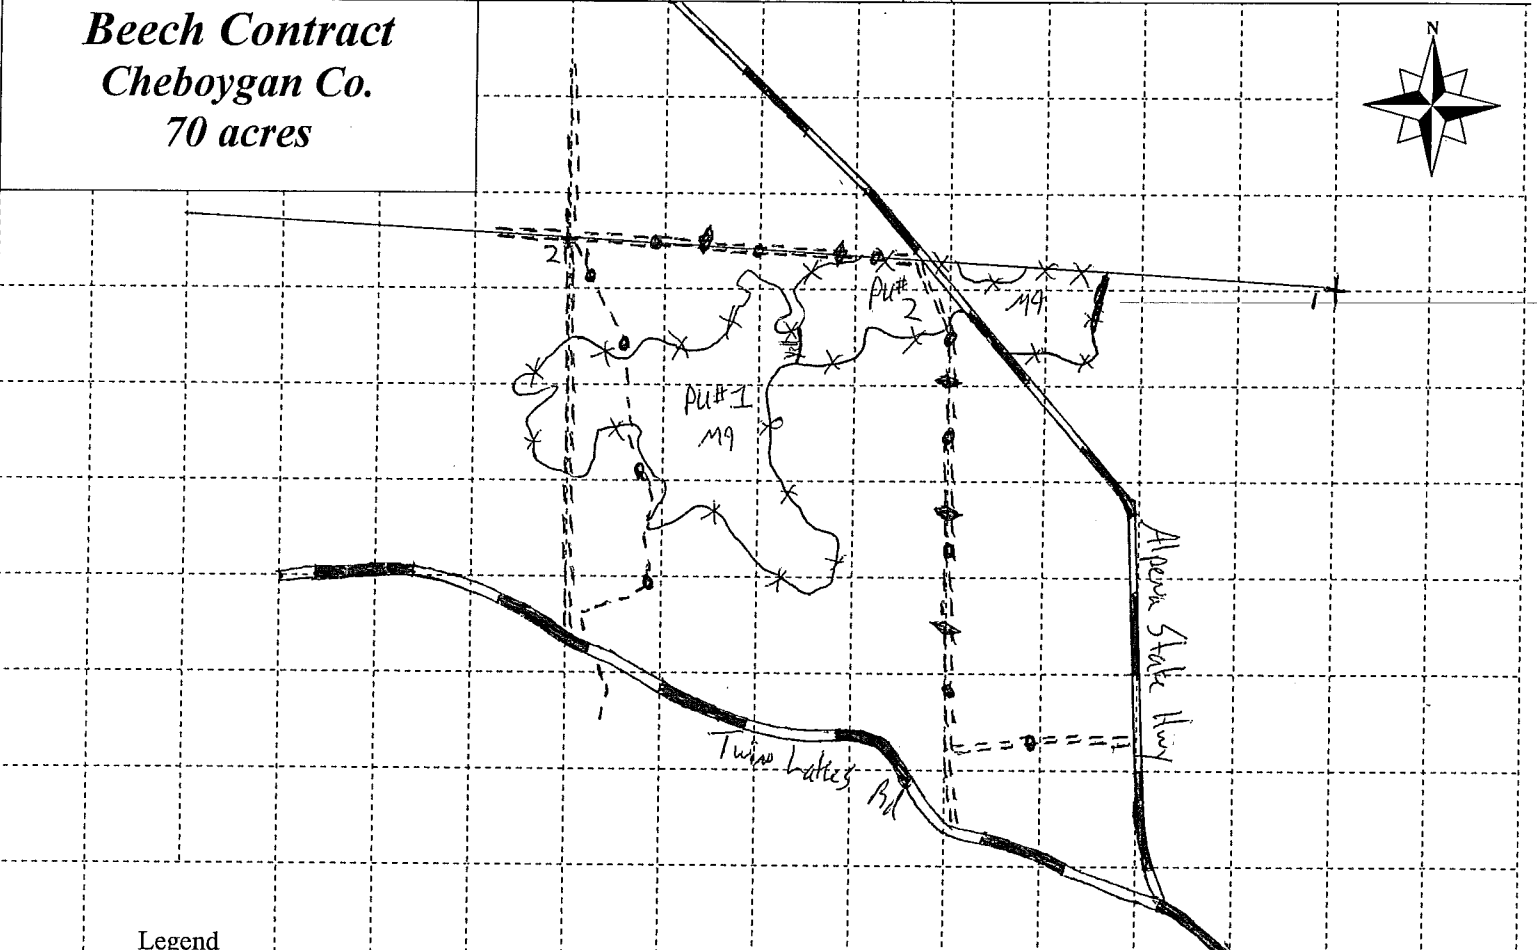 Beech Contract
Cheboygan Co.
70 acres
N
2
1
PU#
2
M9
PU#1
M9
Alpena State Hwy
Twin Lakes Rd
Legend